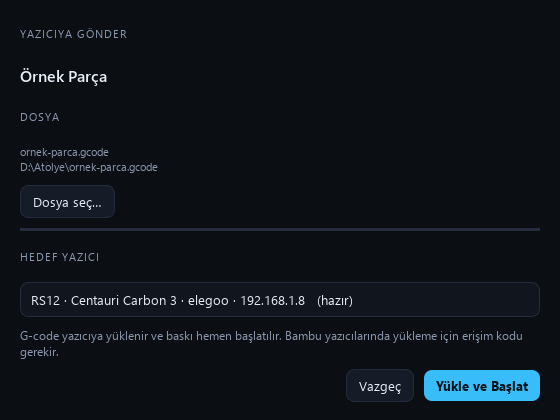 YAZICIYA GÖNDER
Örnek Parça
DOSYA
ornek-parca.gcode
D:\Atolye\ornek-parca.gcode
Dosya seç...
HEDEF YAZICI
RS12 · Centauri Carbon 3 · elegoo · 192.168.1.8 (hazır)
G-code yazıcıya yüklenir ve baskı hemen başlatılır. Bambu yazıcılarında yükleme için erişim kodu
gerekir.
Vazgeç
Yükle ve Başlat